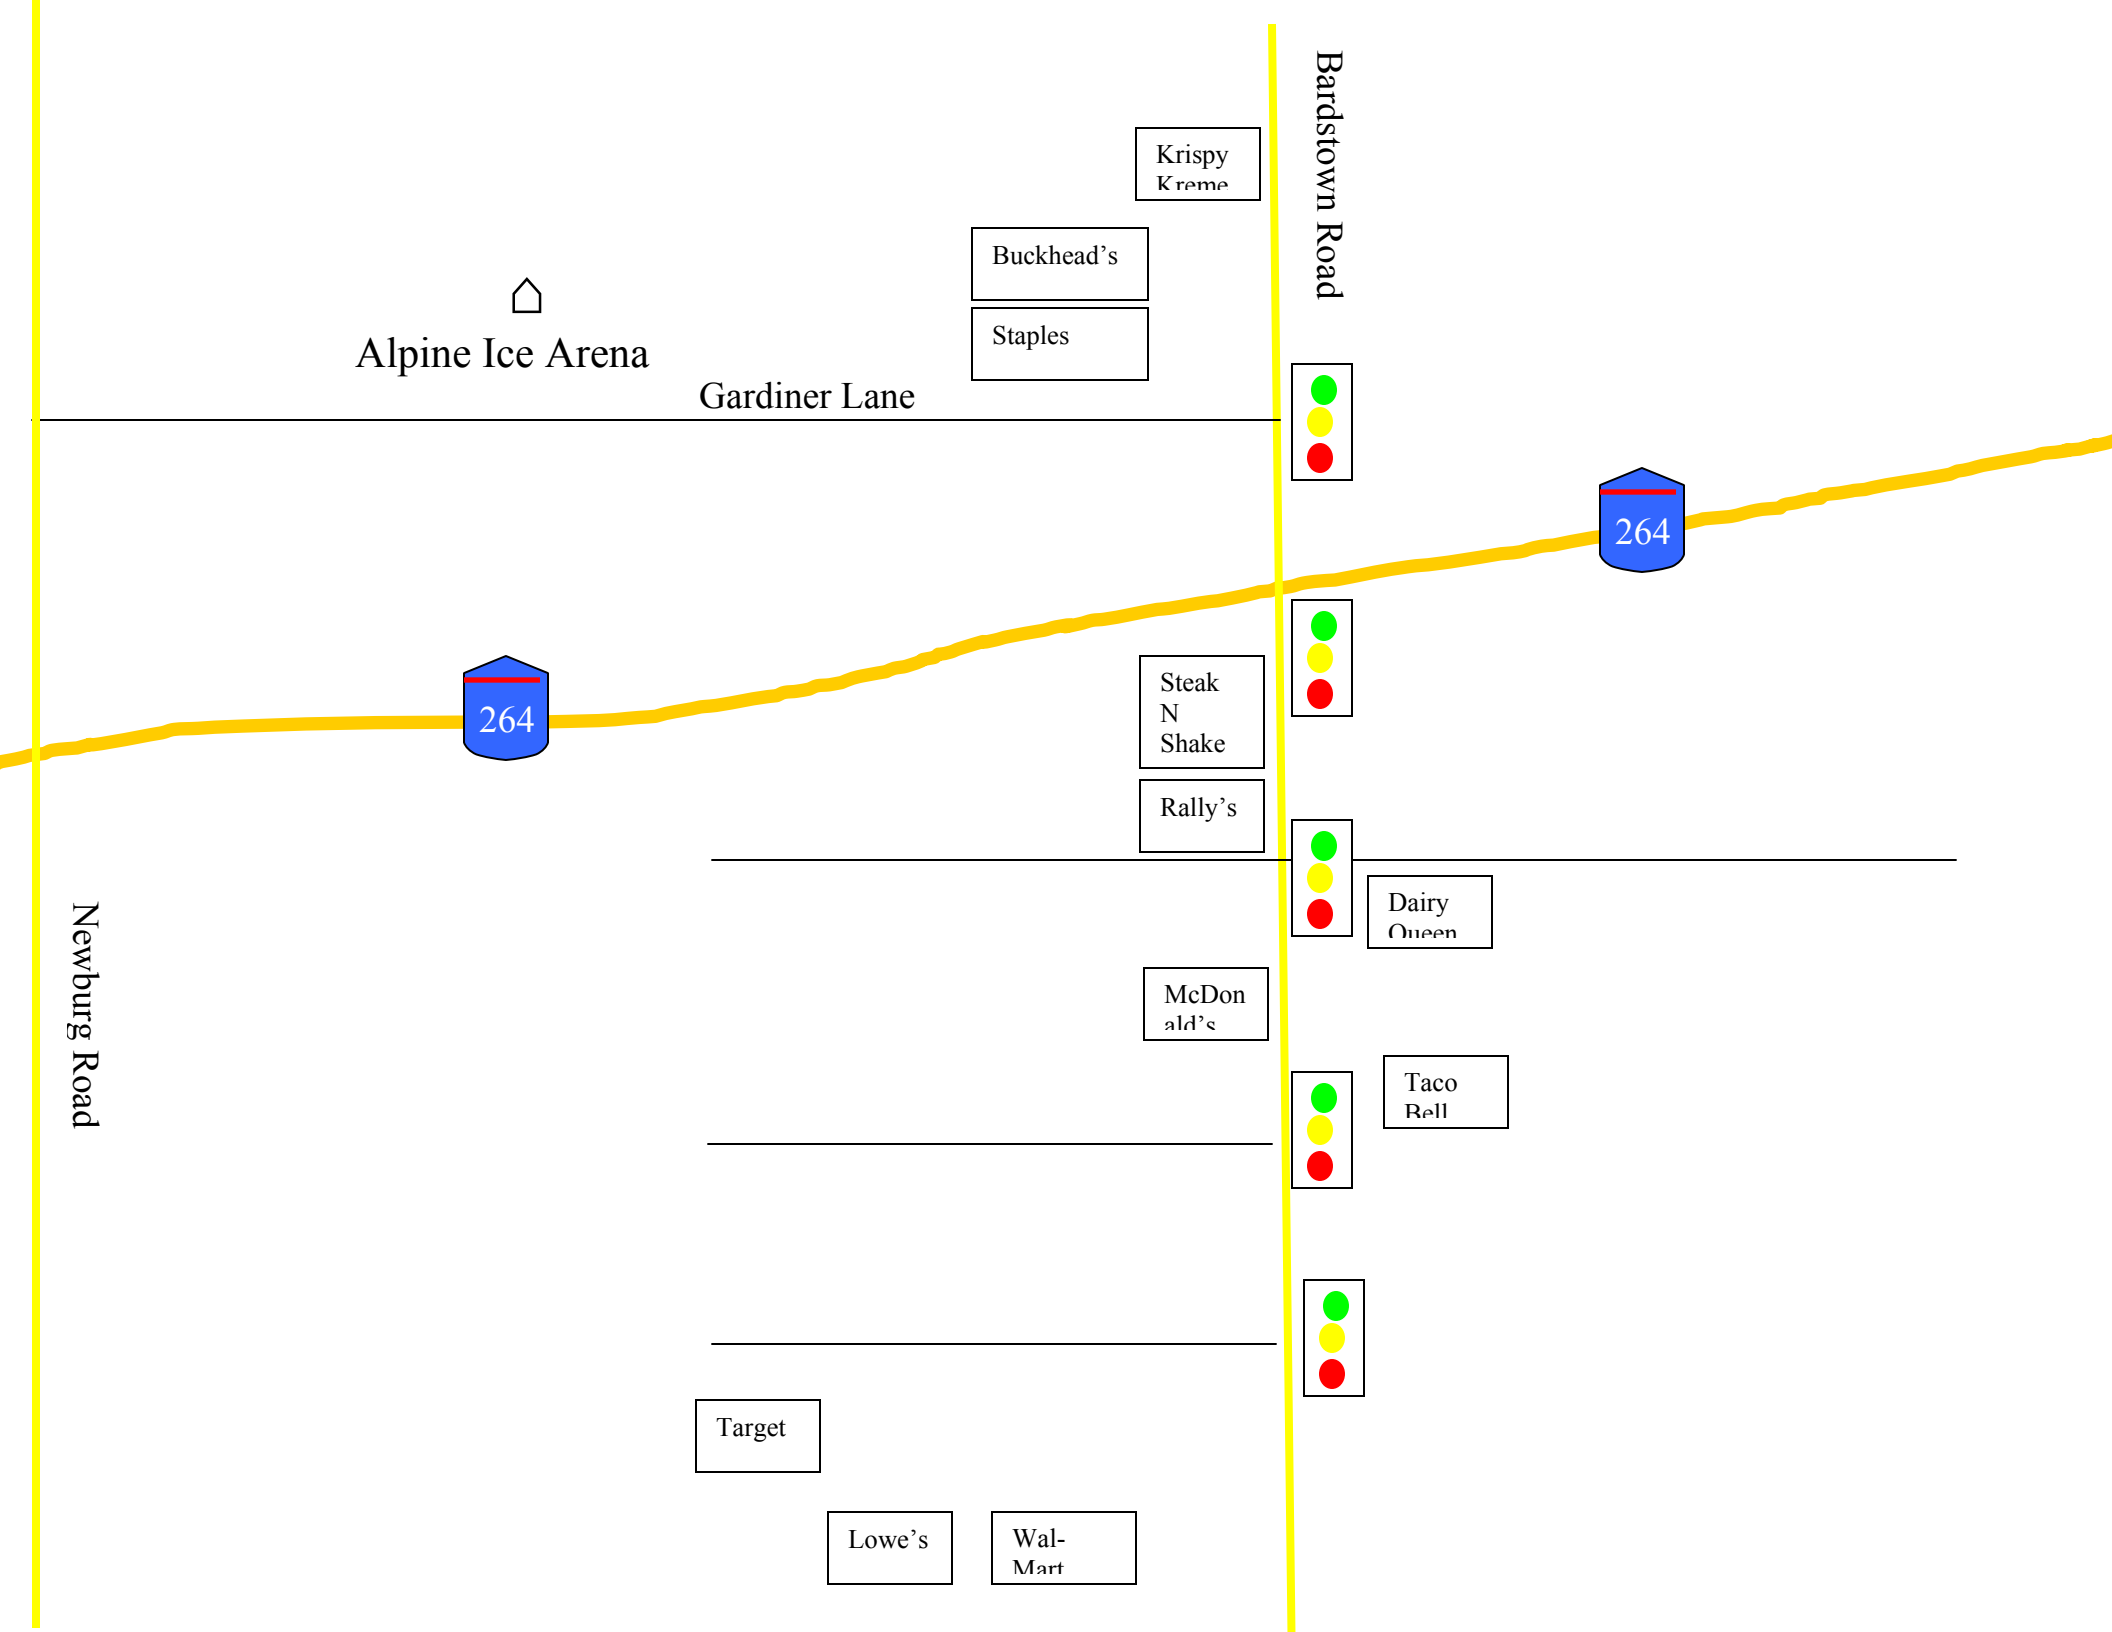 Bardstown Road
Krispy
Kreme
Buckhead's
Staples
Alpine Ice Arena
Gardiner Lane
264
264
Steak
N
Shake
Rally's
Dairy
Queen
McDon
ald's
Newburg Road
Taco
Bell
Target
Lowe's
Wal-
Mart